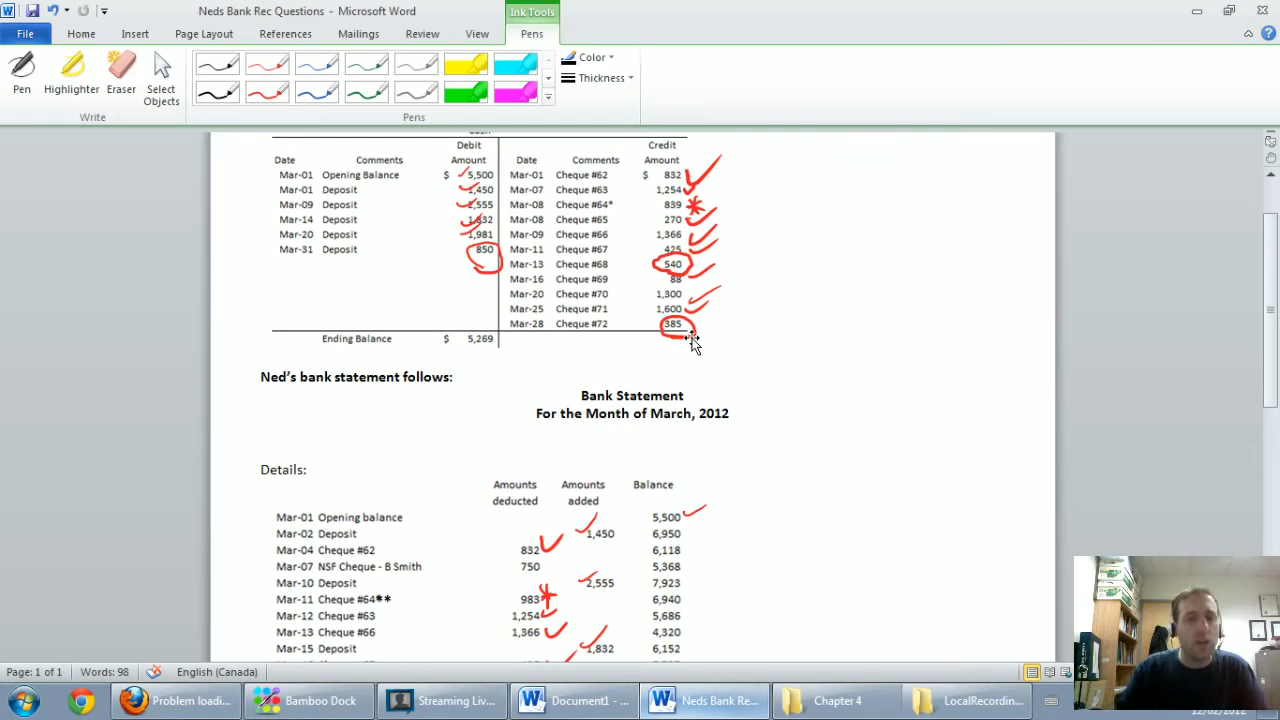 Neds Bank Rec Questions - Microsoft Word
Ink Tools
File Home Insert Page Layout References Mailings Review View Pens
Pen Highlighter Eraser Select Objects
Color
Thickness
Write Pens
Debit Credit
Date Comments Amount Date Comments Amount
Mar-01 Opening Balance $ 5,500 Mar-01 Cheque #62 $ 832
Mar-01 Deposit 1,450 Mar-07 Cheque #63 1,254
Mar-09 Deposit 2,555 Mar-08 Cheque #64* 839
Mar-14 Deposit 1,832 Mar-08 Cheque #65 270
Mar-20 Deposit 1,981 Mar-09 Cheque #66 1,366
Mar-31 Deposit 850 Mar-11 Cheque #67 425
Mar-13 Cheque #68 540
Mar-16 Cheque #69 88
Mar-20 Cheque #70 1,300
Mar-25 Cheque #71 1,600
Mar-28 Cheque #72 385
Ending Balance $ 5,269
Ned's bank statement follows:
Bank Statement
For the Month of March, 2012
Details:
Amounts Amounts Balance
deducted added
Mar-01 Opening balance 5,500
Mar-02 Deposit 1,450 6,950
Mar-04 Cheque #62 832 6,118
Mar-07 NSF Cheque - B Smith 750 5,368
Mar-10 Deposit 2,555 7,923
Mar-11 Cheque #64** 983 6,940
Mar-12 Cheque #63 1,254 5,686
Mar-13 Cheque #66 1,366 4,320
Mar-15 Deposit 1,832 6,152
Page: 1 of 1 Words: 98 English (Canada)
Problem loadi... Bamboo Dock Streaming Liv... Document1 - ... Neds Bank Re... Chapter 4 LocalRecordin...